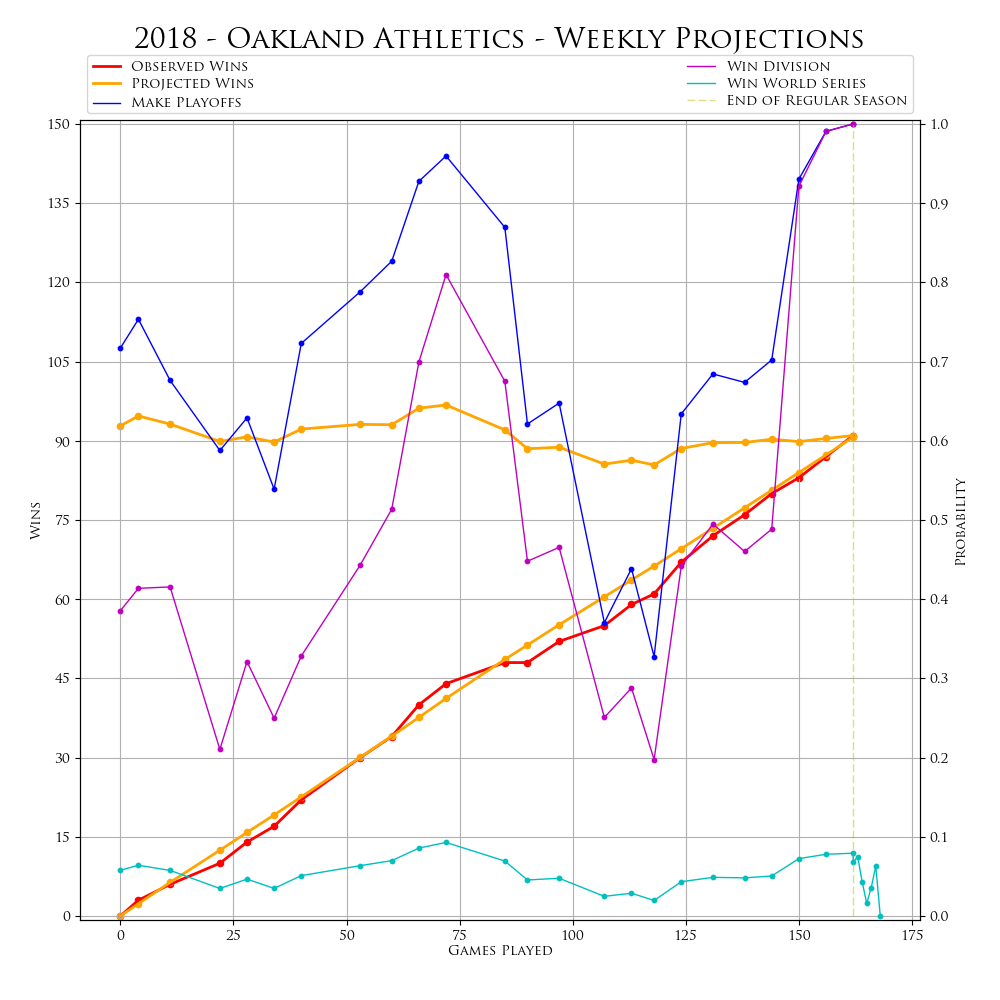 2018 - Oakland Athletics - Weekly Projections
Observed Wins
Projected Wins
Make Playoffs
Win Division
Win World Series
End of Regular Season
150
135
120
105
90
75
60
45
30
15
0
Wins
1.0
0.9
0.8
0.7
0.6
0.5
0.4
0.3
0.2
0.1
0.0
Probability
0 25 50 75 100 125 150 175
Games Played